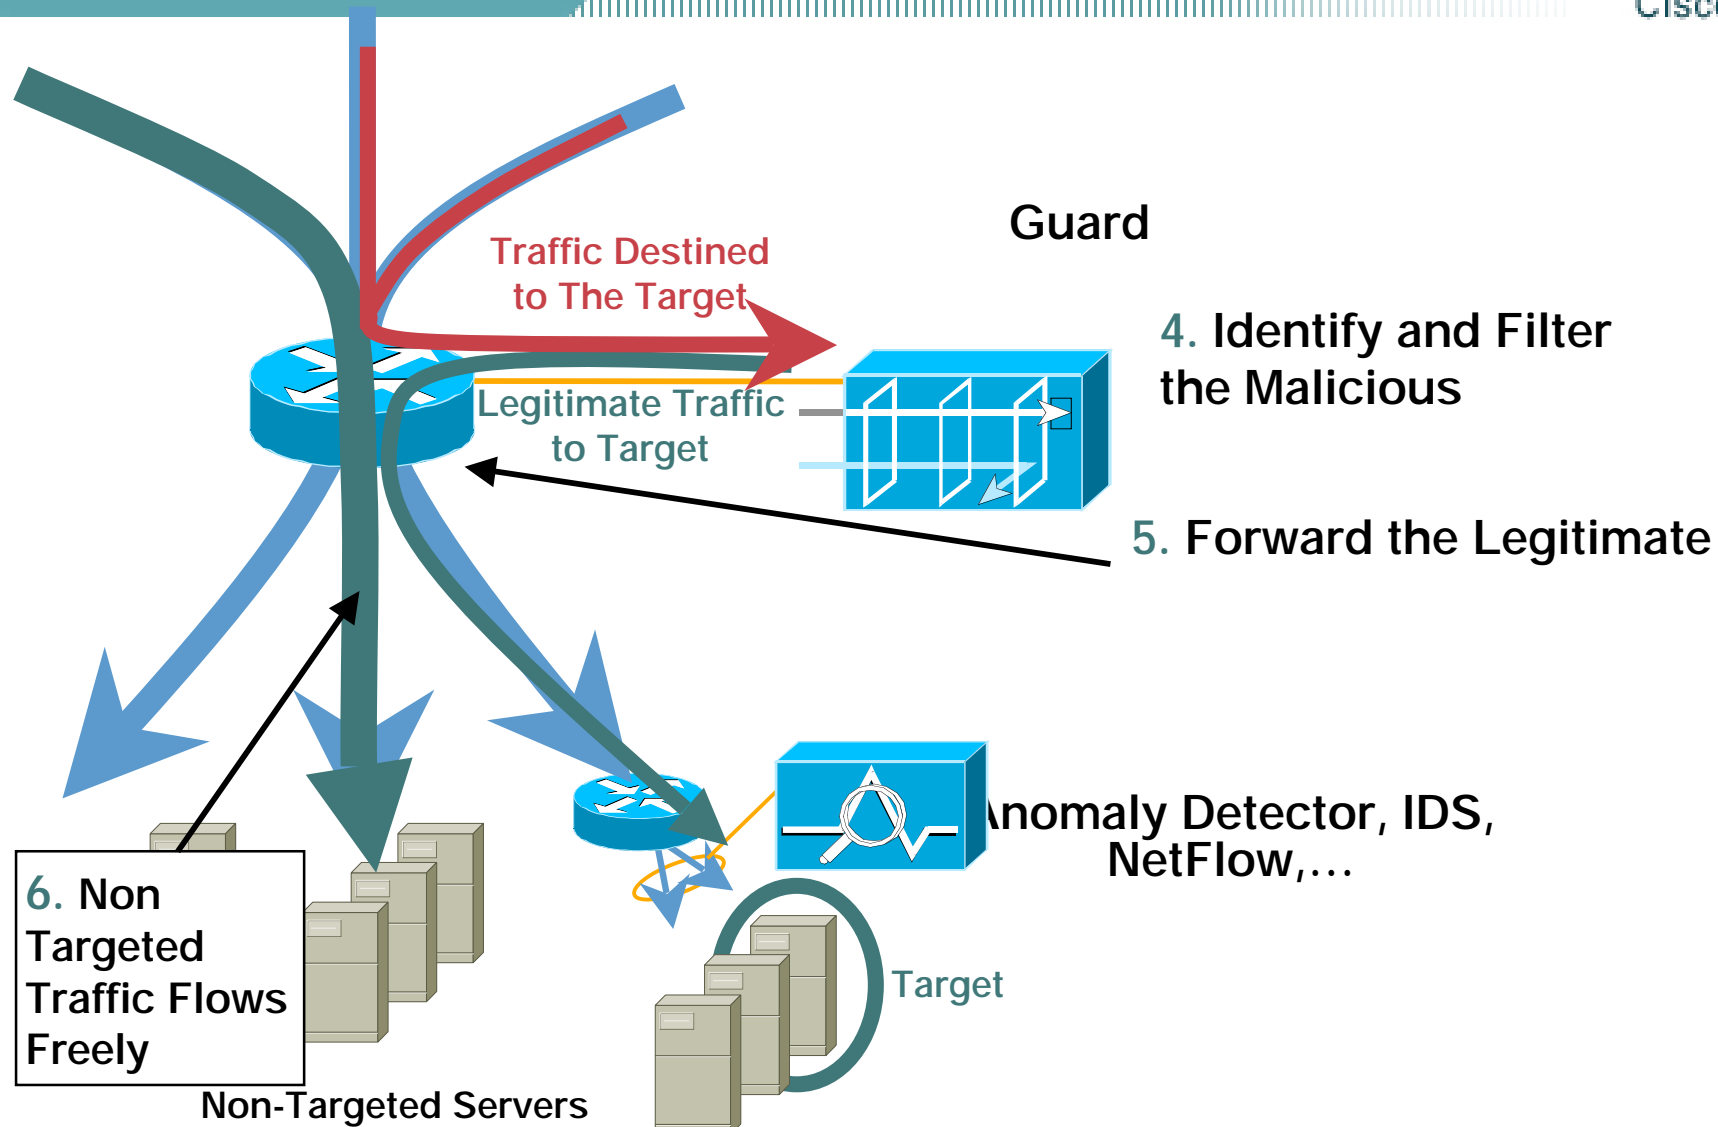 Guard
Traffic Destined
to The Target
4. Identify and Filter
the Malicious
Legitimate Traffic
to Target
5. Forward the Legitimate
Anomaly Detector, IDS,
NetFlow,...
6. Non
Targeted
Traffic Flows
Freely
Target
Non-Targeted Servers